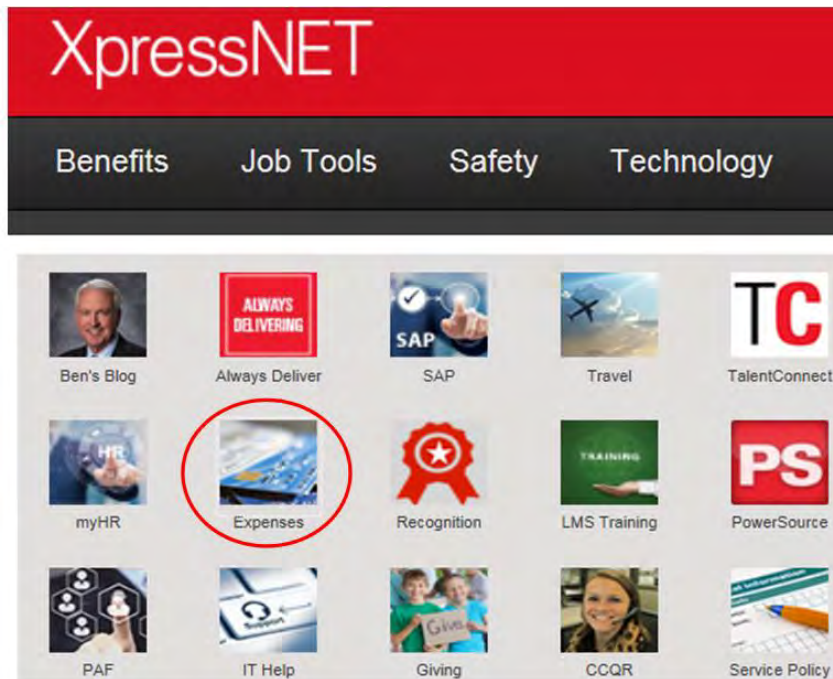 XpressNET
Benefits Job Tools Safety Technology
ALWAYS
DELIVERING
SAP
TC
Ben's Blog Always Deliver SAP Travel TalentConnect
HR
TRAINING
PS
myHR Expenses Recognition LMS Training PowerSource
Support
Give
PAF IT Help Giving CCQR Service Policy